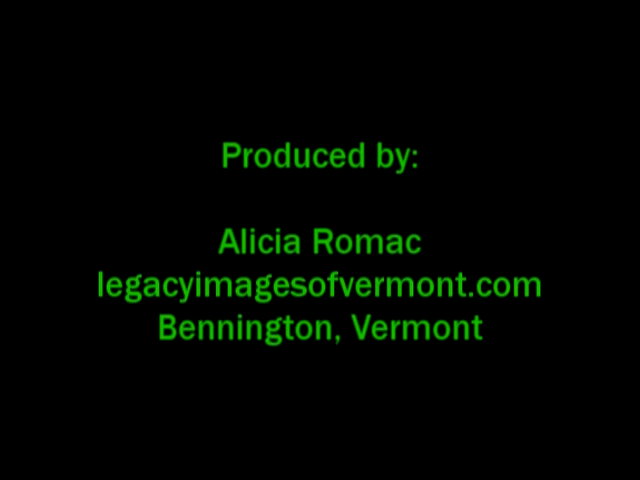 Produced by:
Alicia Romac
legacyimagesofvermont.com
Bennington, Vermont